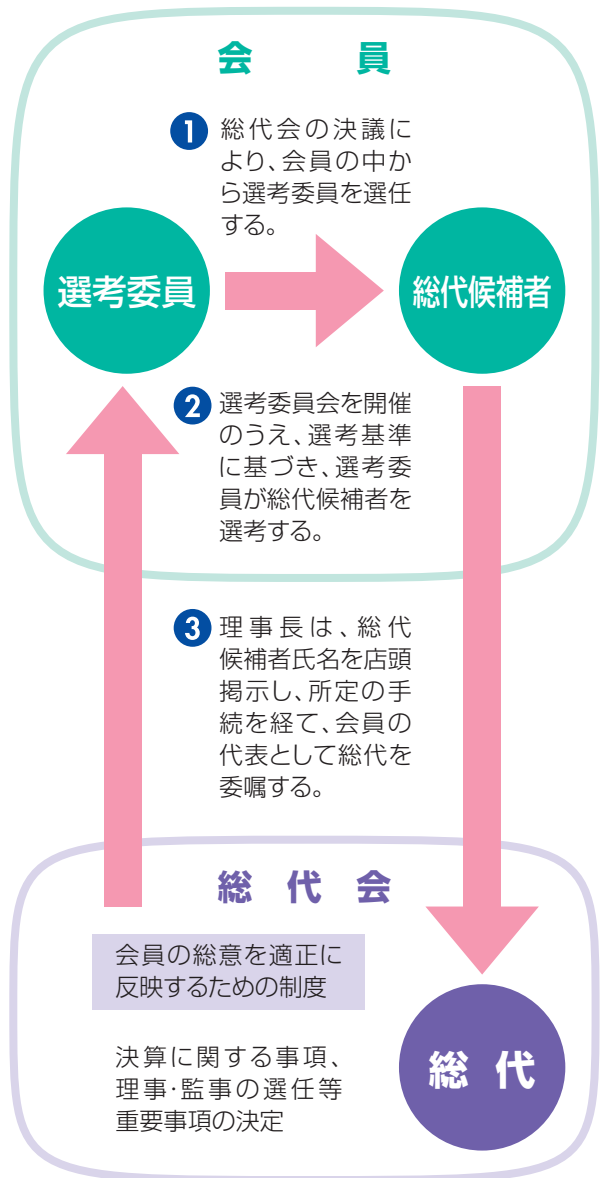 会員
1 総代会の決議に
より、会員の中か
ら選考委員を選任
する。
選考委員
総代候補者
2 選考委員会を開催
のうえ、選考基準
に基づき、選考委
員が総代候補者を
選考する。
3 理事長は、総代
候補者氏名を店頭
掲示し、所定の手
続を経て、会員の
代表として総代を
委嘱する。
総代会
会員の総意を適正に
反映するための制度
決算に関する事項、
理事・監事の選任等
重要事項の決定
総代